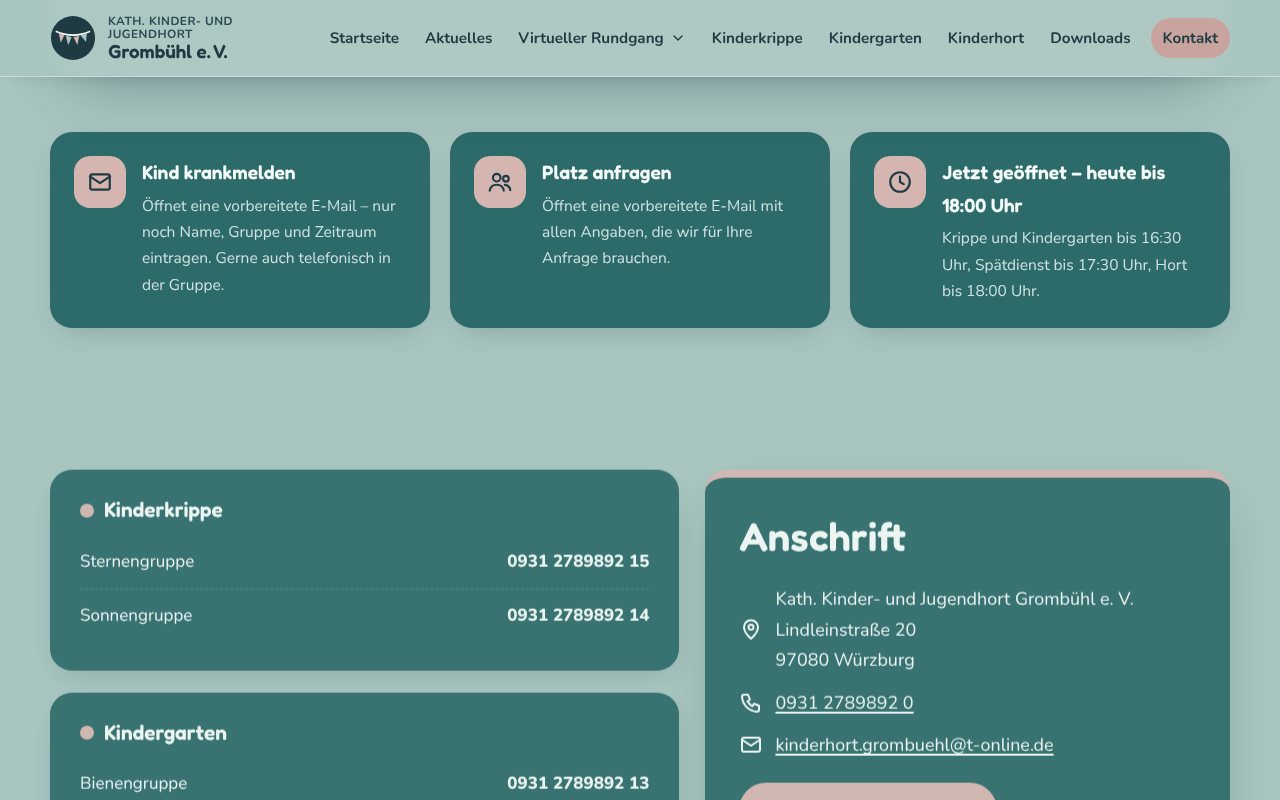 KATH. KINDER- UND
JUGENDHORT
Grombühl e. V.
Startseite
Aktuelles
Virtueller Rundgang
Kinderkrippe
Kindergarten
Kinderhort
Downloads
Kontakt
Kind krankmelden
Öffnet eine vorbereitete E-Mail – nur
noch Name, Gruppe und Zeitraum
eintragen. Gerne auch telefonisch in
der Gruppe.
Platz anfragen
Öffnet eine vorbereitete E-Mail mit
allen Angaben, die wir für Ihre
Anfrage brauchen.
Jetzt geöffnet – heute bis
18:00 Uhr
Krippe und Kindergarten bis 16:30
Uhr, Spätdienst bis 17:30 Uhr, Hort
bis 18:00 Uhr.
Kinderkrippe
Sternengruppe 0931 2789892 15
Sonnengruppe 0931 2789892 14
Kindergarten
Bienengruppe 0931 2789892 13
Anschrift
Kath. Kinder- und Jugendhort Grombühl e. V.
Lindleinstraße 20
97080 Würzburg
0931 2789892 0
kinderhort.grombuehl@t-online.de